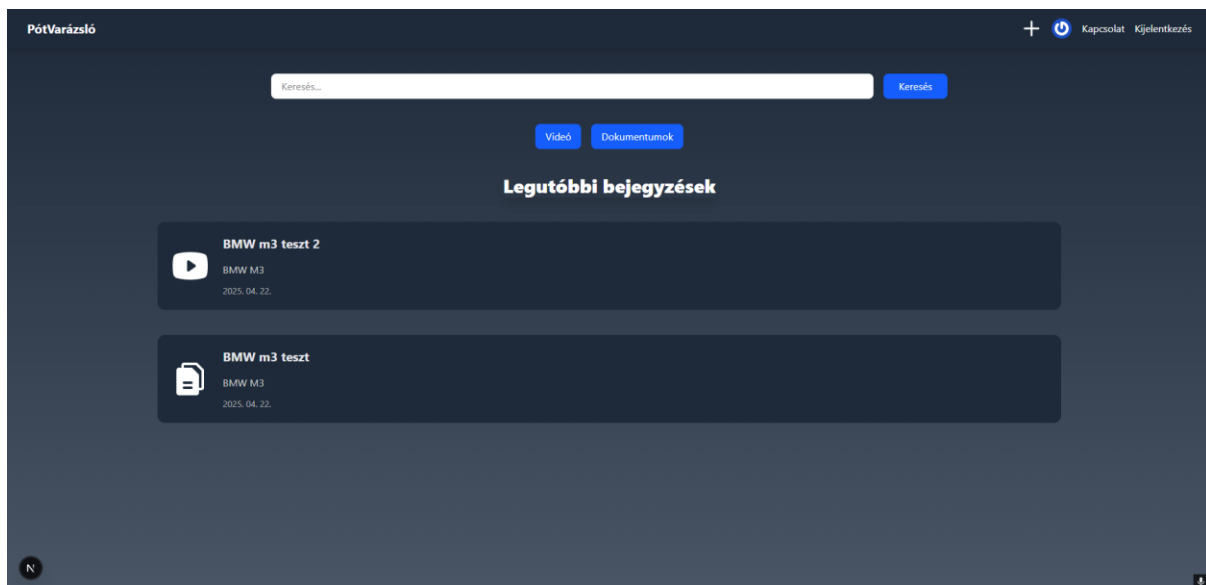 PótVarázsló
Kapcsolat Kijelentkezés
Keresés...
Keresés
Videó
Dokumentumok
Legutóbbi bejegyzések
BMW m3 teszt 2
BMW M3
2025. 04. 22.
BMW m3 teszt
BMW M3
2025. 04. 22.
N